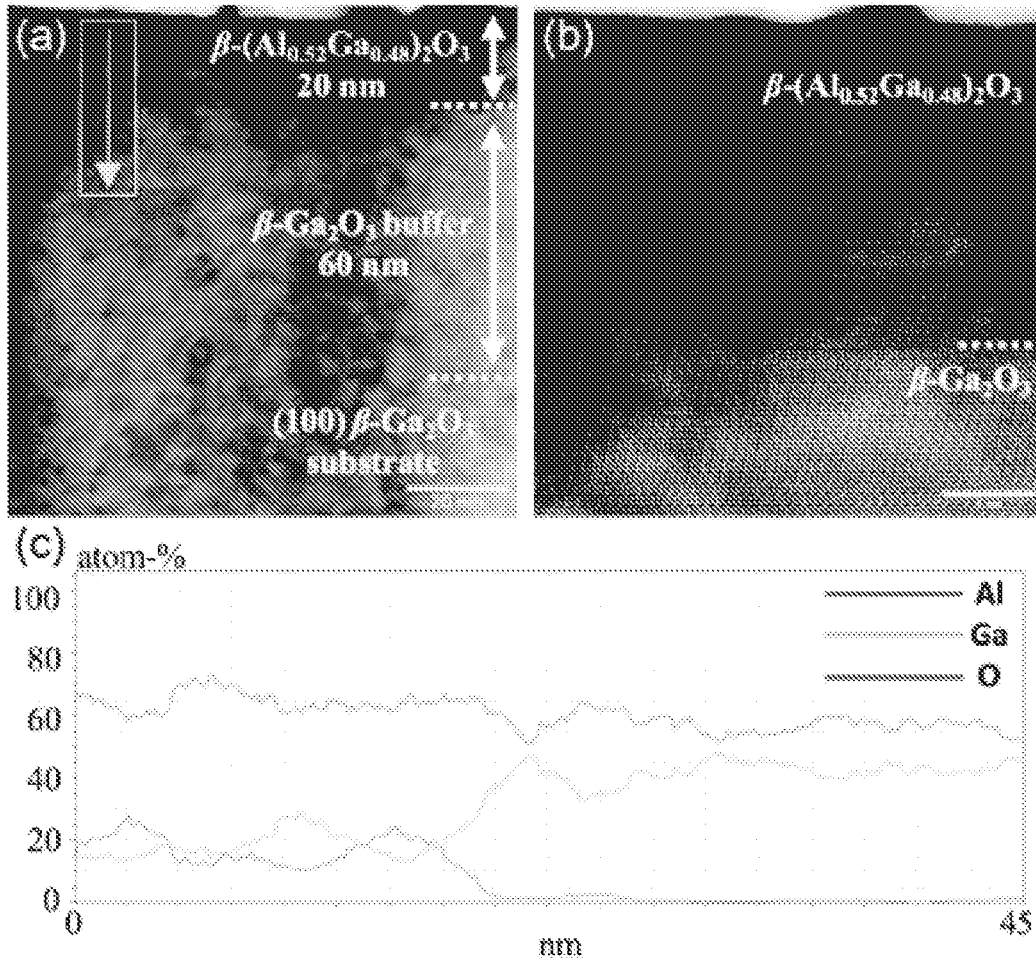 (a)
β-(Al0.52Ga0.48)2O3
20 nm
β-Ga2O3 buffer
60 nm
(100) β-Ga2O3
substrate
(b)
β-(Al0.52Ga0.48)2O3
β-Ga2O3
(c)
atom-%
100
80
60
40
20
0
Al
Ga
O
0
45
nm